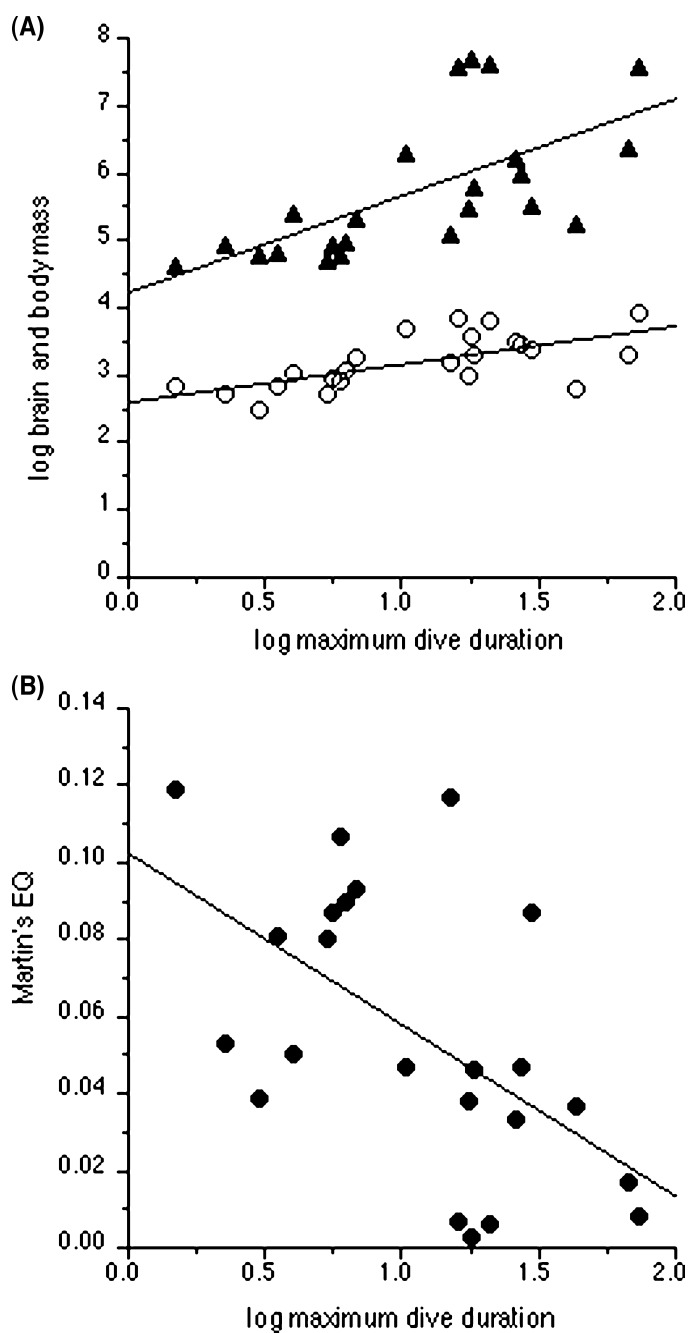 (A)
8
7
6
5
4
3
2
1
0
log brain and body mass
0.0 0.5 1.0 1.5 2.0
log maximum dive duration
(B)
0.14
0.12
0.10
0.08
0.06
0.04
0.02
0.00
Martin's EQ
0.0 0.5 1.0 1.5 2.0
log maximum dive duration